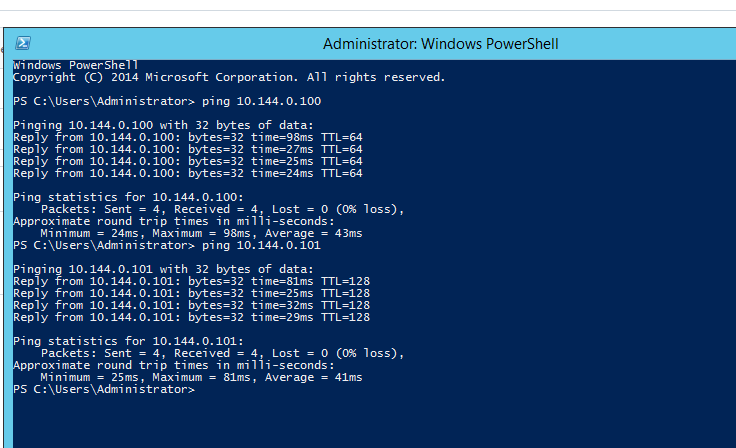 Administrator: Windows PowerShell
Windows PowerShell
Copyright (C) 2014 Microsoft Corporation. All rights reserved.
PS C:\Users\Administrator> ping 10.144.0.100
Pinging 10.144.0.100 with 32 bytes of data:
Reply from 10.144.0.100: bytes=32 time=98ms TTL=64
Reply from 10.144.0.100: bytes=32 time=27ms TTL=64
Reply from 10.144.0.100: bytes=32 time=25ms TTL=64
Reply from 10.144.0.100: bytes=32 time=24ms TTL=64
Ping statistics for 10.144.0.100:
    Packets: Sent = 4, Received = 4, Lost = 0 (0% loss),
Approximate round trip times in milli-seconds:
    Minimum = 24ms, Maximum = 98ms, Average = 43ms
PS C:\Users\Administrator> ping 10.144.0.101
Pinging 10.144.0.101 with 32 bytes of data:
Reply from 10.144.0.101: bytes=32 time=81ms TTL=128
Reply from 10.144.0.101: bytes=32 time=25ms TTL=128
Reply from 10.144.0.101: bytes=32 time=32ms TTL=128
Reply from 10.144.0.101: bytes=32 time=29ms TTL=128
Ping statistics for 10.144.0.101:
    Packets: Sent = 4, Received = 4, Lost = 0 (0% loss),
Approximate round trip times in milli-seconds:
    Minimum = 25ms, Maximum = 81ms, Average = 41ms
PS C:\Users\Administrator>